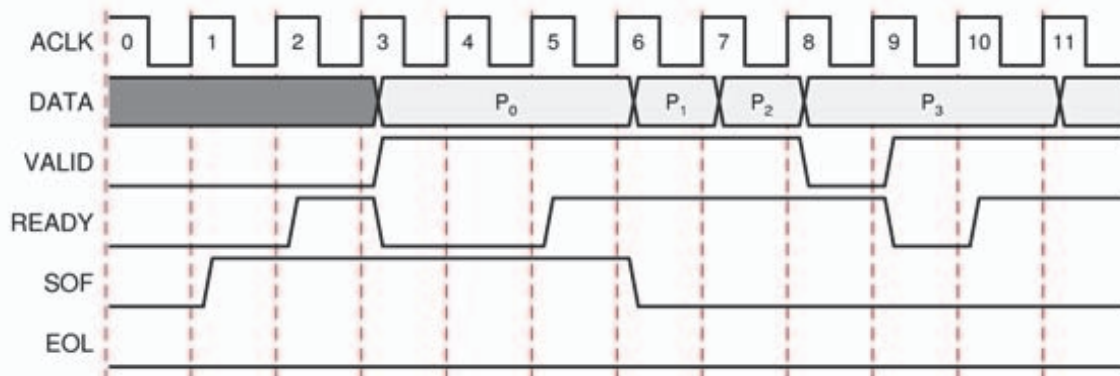 ACLK 0 1 2 3 4 5 6 7 8 9 10 11
DATA P₀ P₁ P₂ P₃
VALID
READY
SOF
EOL